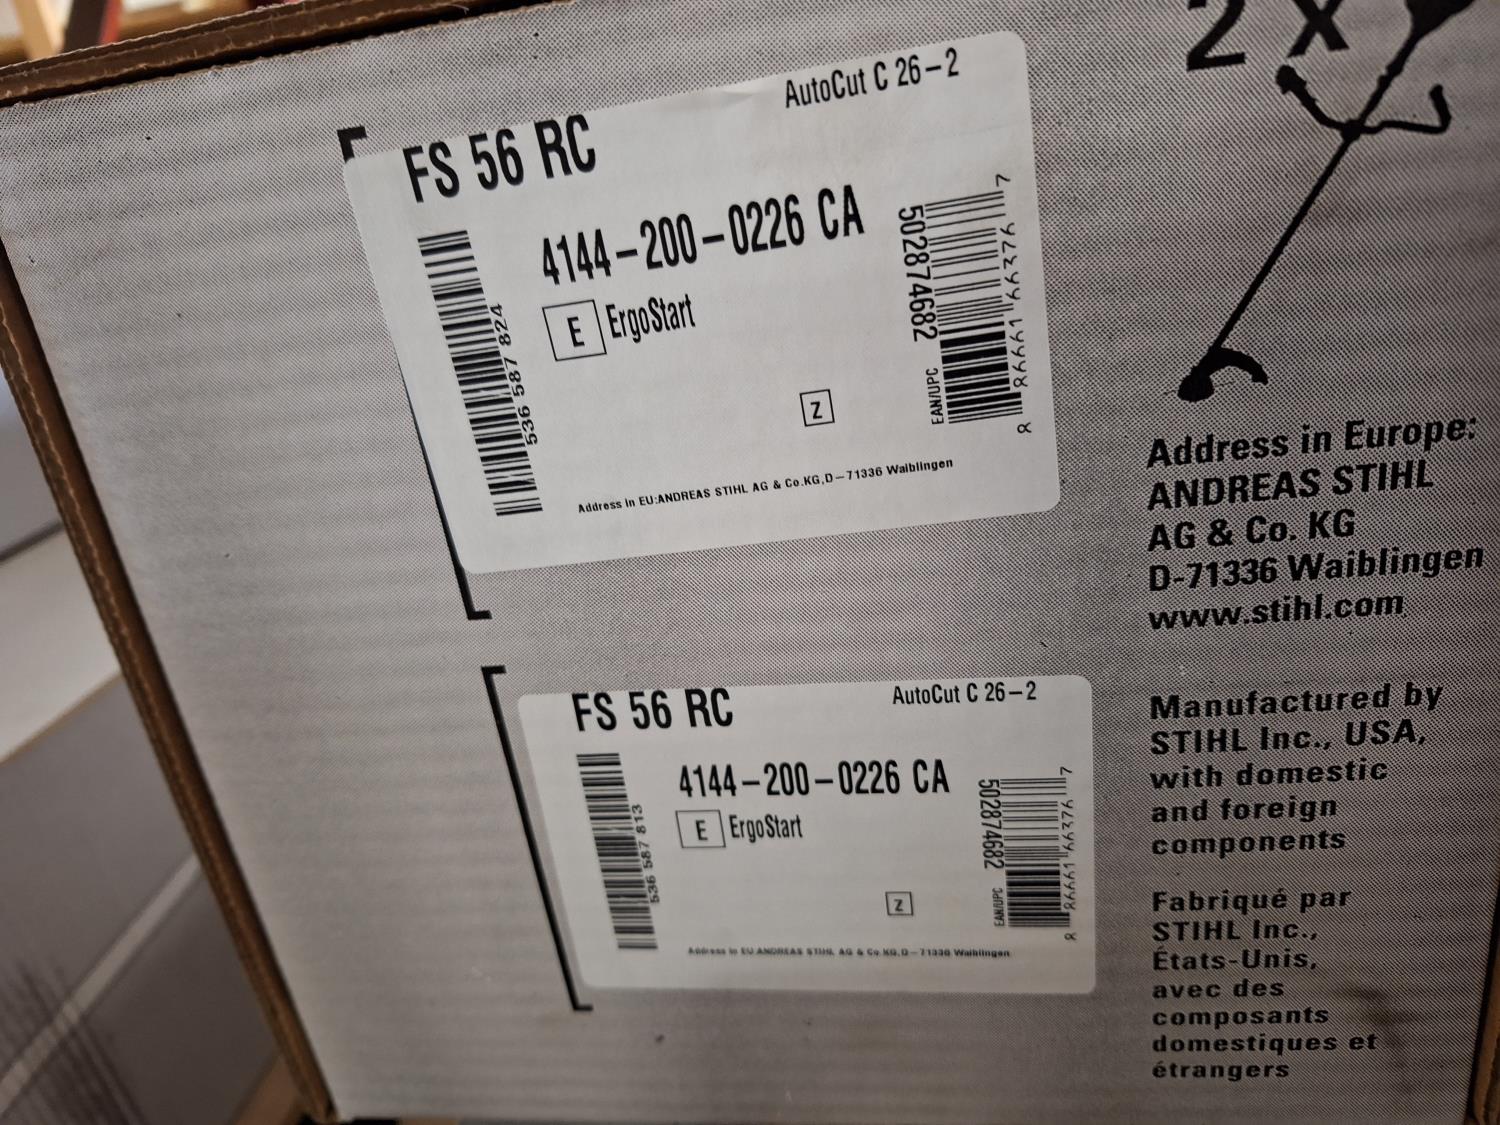 2 x
AutoCut C 26-2
FS 56 RC
4144-200-0226 CA
E ErgoStart
536 587 824
502874682
EAN/UPC
Z
Address in EU:ANDREAS STIHL AG & Co.KG,D-71336 Waiblingen
FS 56 RC
AutoCut C 26-2
4144-200-0226 CA
E ErgoStart
536 587 813
502874682
EAN/UPC
Z
Address in EU:ANDREAS STIHL AG & Co.KG,D-71336 Waiblingen
Address in Europe:
ANDREAS STIHL
AG & Co. KG
D-71336 Waiblingen
www.stihl.com
Manufactured by
STIHL Inc., USA,
with domestic
and foreign
components
Fabriqué par
STIHL Inc.,
États-Unis,
avec des
composants
domestiques et
étrangers